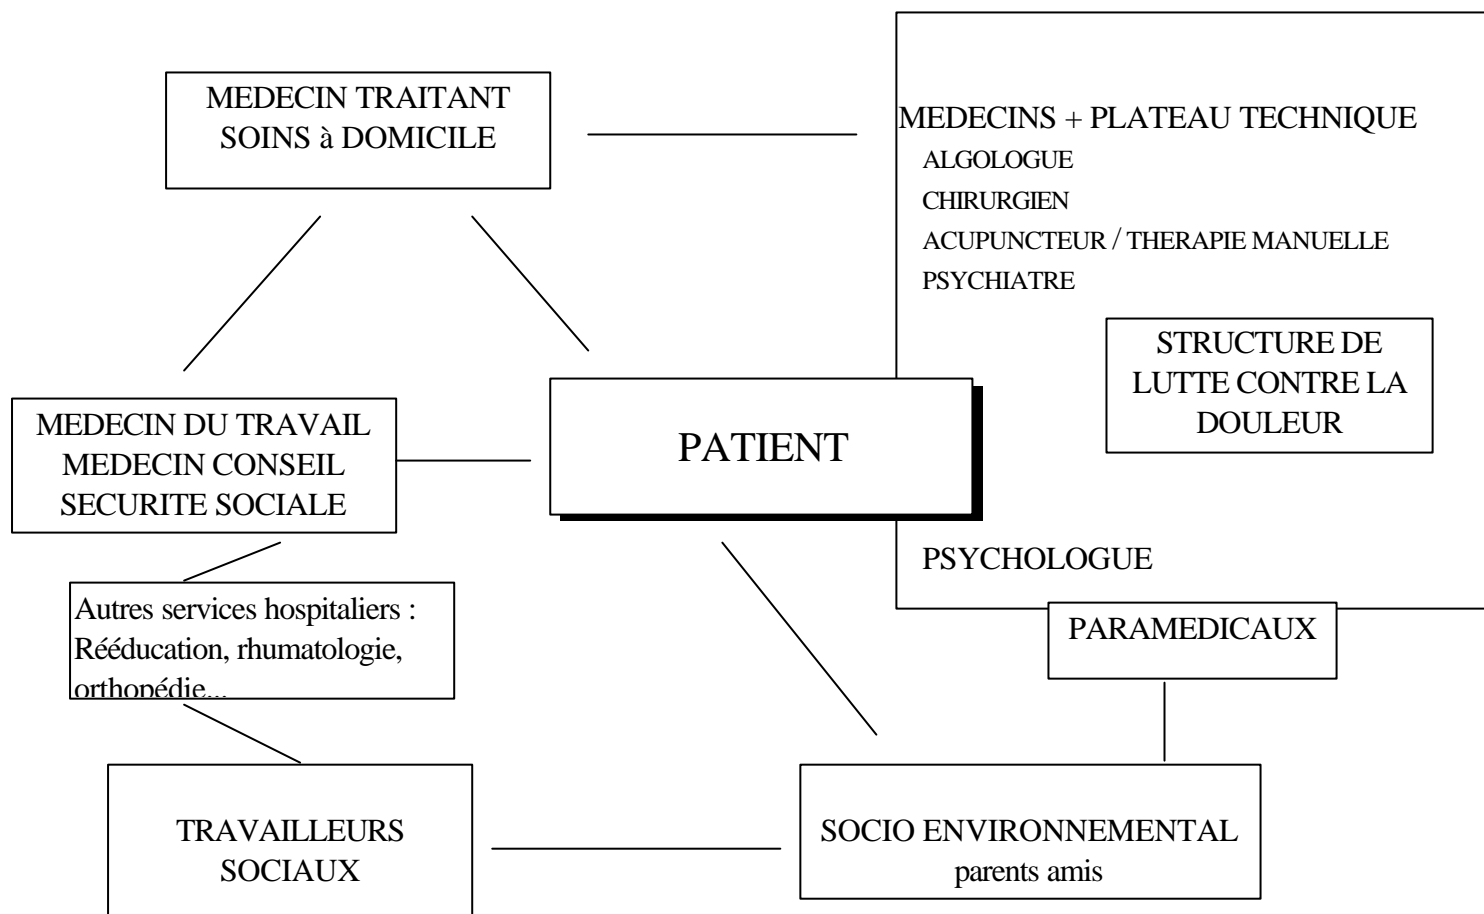 MEDECIN TRAITANT
SOINS à DOMICILE
MEDECINS + PLATEAU TECHNIQUE
ALGOLOGUE
CHIRURGIEN
ACUPUNCTEUR / THERAPIE MANUELLE
PSYCHIATRE
STRUCTURE DE
LUTTE CONTRE LA
DOULEUR
MEDECIN DU TRAVAIL
MEDECIN CONSEIL
SECURITE SOCIALE
PATIENT
PSYCHOLOGUE
Autres services hospitaliers :
Rééducation, rhumatologie,
orthopédie...
PARAMEDICAUX
TRAVAILLEURS
SOCIAUX
SOCIO ENVIRONNEMENTAL
parents amis